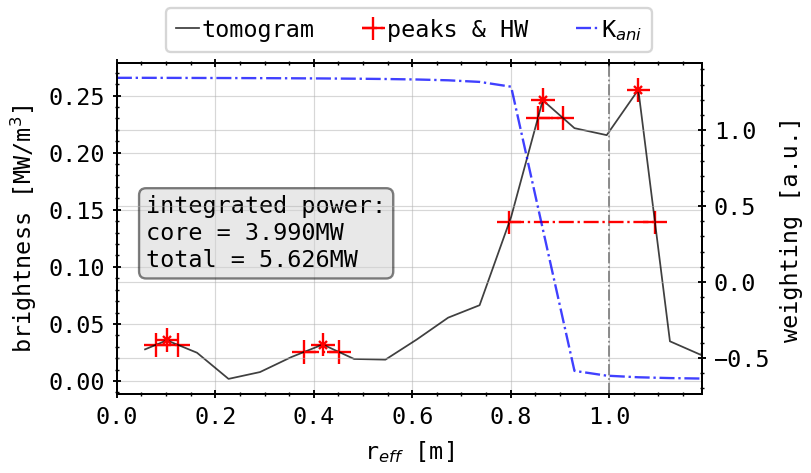 tomogram peaks & HW K_ani
brightness [MW/m³]
0.25
0.20
0.15
0.10
0.05
0.00
integrated power:
core = 3.990MW
total = 5.626MW
1.0
0.5
0.0
−0.5
weighting [a.u.]
0.0 0.2 0.4 0.6 0.8 1.0
r_eff [m]